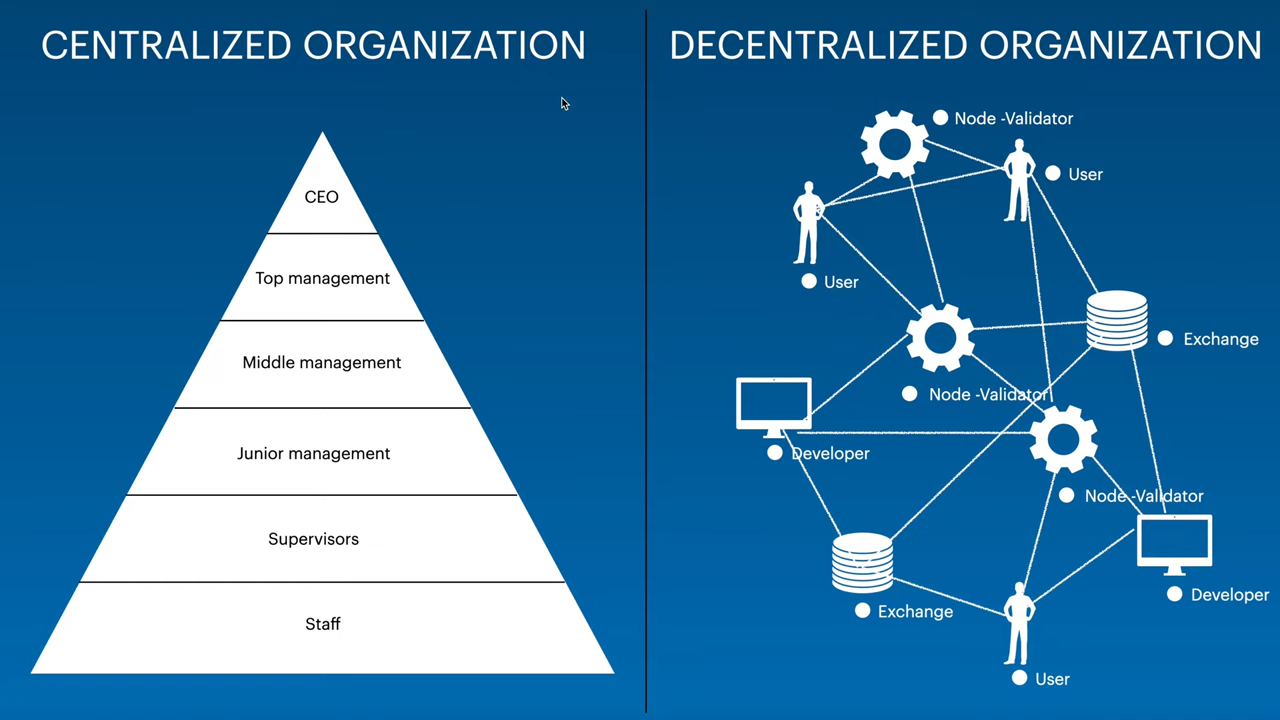 CENTRALIZED ORGANIZATION
CEO
Top management
Middle management
Junior management
Supervisors
Staff
DECENTRALIZED ORGANIZATION
Node -Validator
User
User
Exchange
Node -Validator
Developer
Node -Validator
Developer
Exchange
User